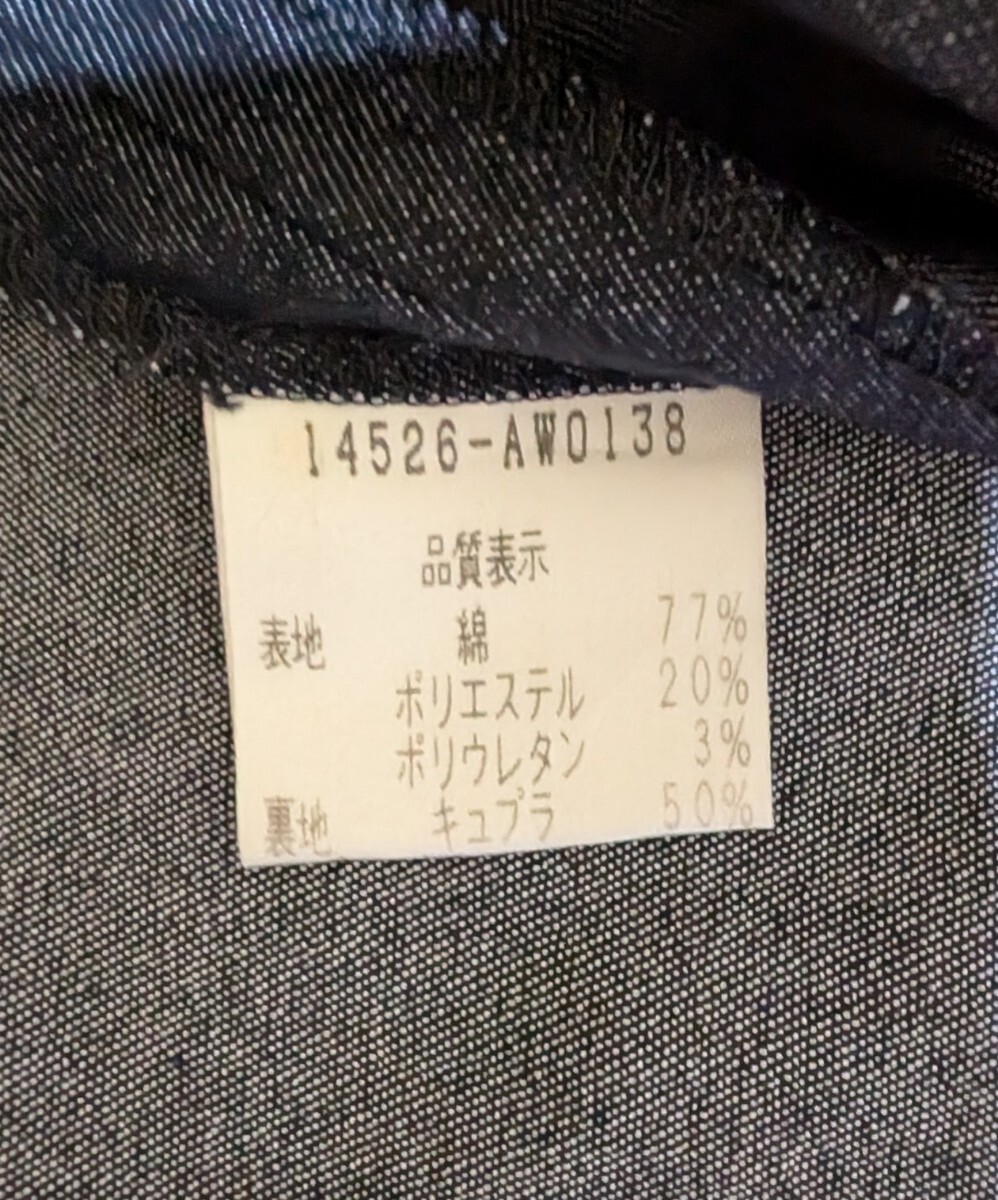 14526-AW0138
品質表示
表地 綿 77%
ポリエステル 20%
ポリウレタン 3%
裏地 キュプラ 50%